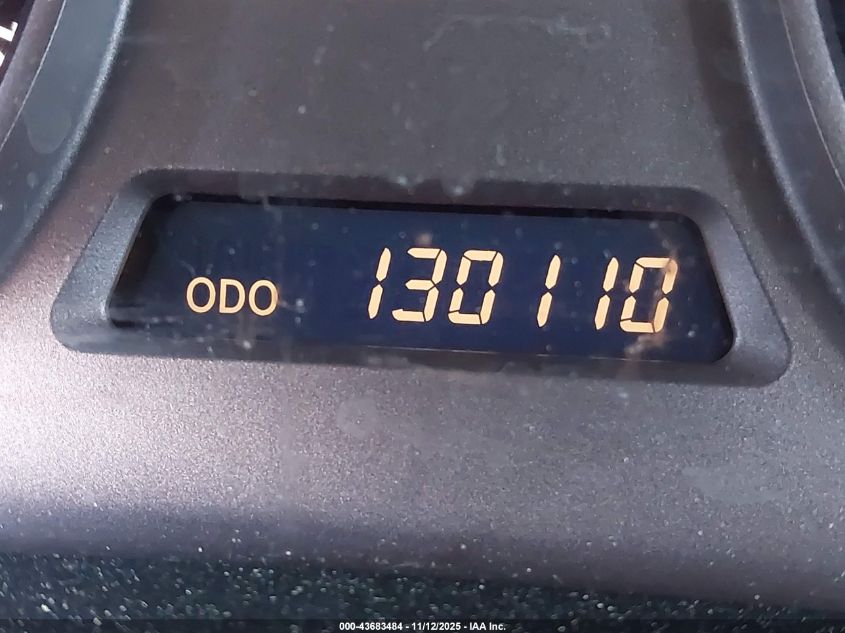 ODO 130110
000-43683484 - 11/12/2025 - IAA Inc.